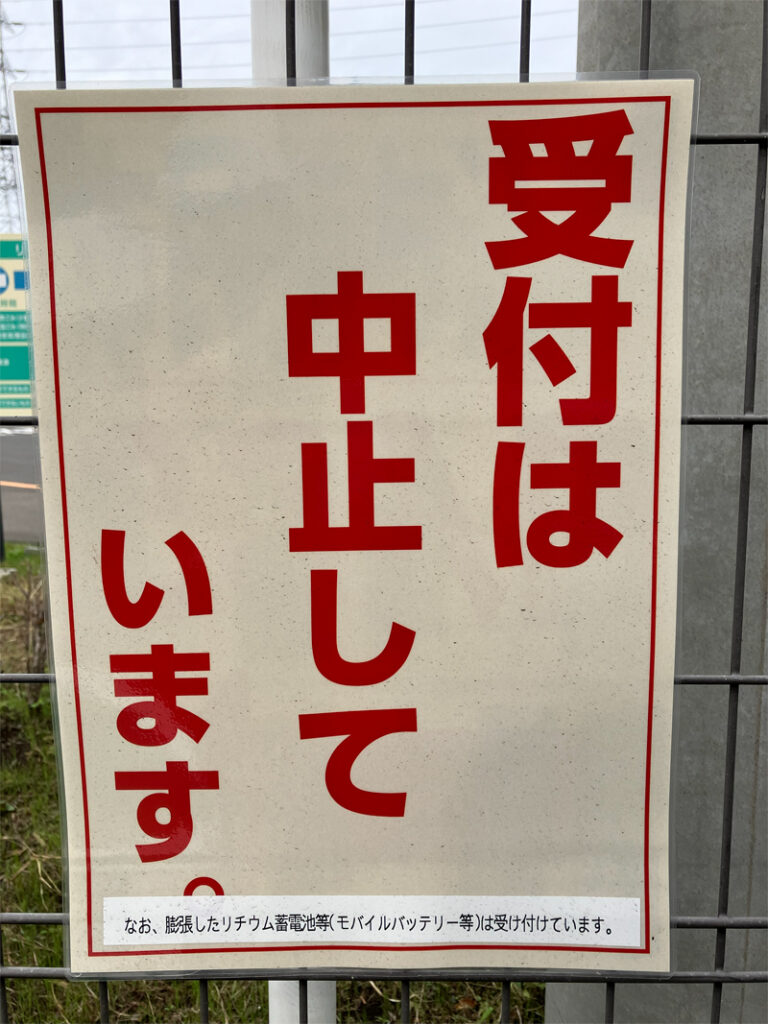 受付は
中止して
います。
なお、膨張したリチウム蓄電池等(モバイルバッテリー等)は受け付けています。